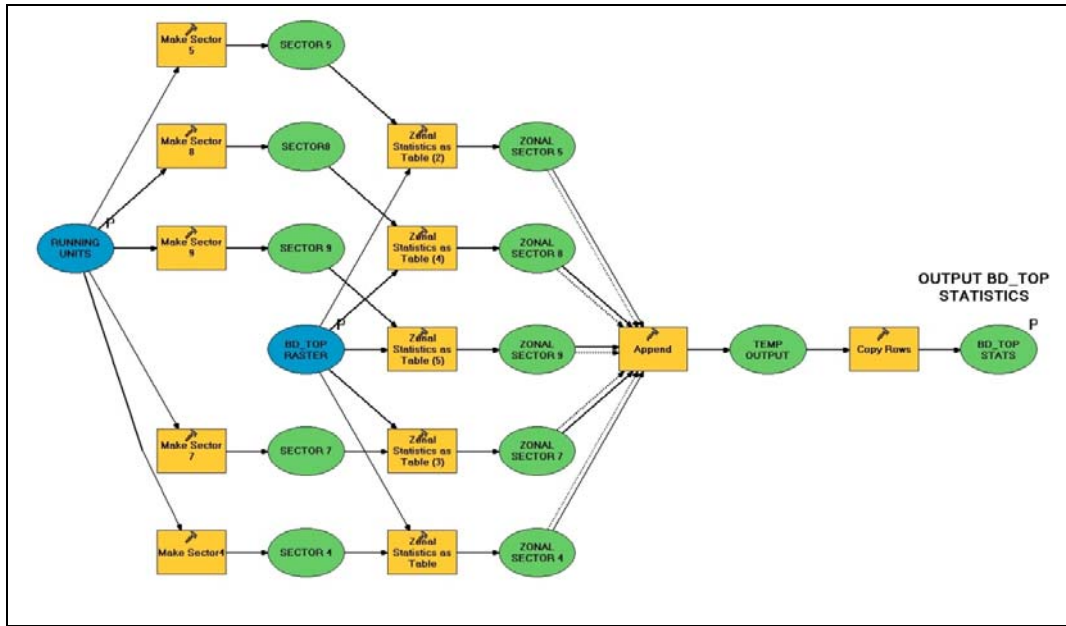 Make Sector
5
SECTOR 5
Make Sector
8
SECTOR8
Zonal
Statistics as
Table (2)
ZONAL
SECTOR 5
P
RUNNING
UNITS
Make Sector
9
SECTOR 9
Zonal
Statistics as
Table (4)
ZONAL
SECTOR 8
OUTPUT BD_TOP
STATISTICS
P
BD_TOP
RASTER
P
Zonal
Statistics as
Table (5)
ZONAL
SECTOR 9
Append
TEMP
OUTPUT
Copy Rows
BD_TOP
STATS
Make Sector
7
SECTOR 7
Zonal
Statistics as
Table (3)
ZONAL
SECTOR 7
Make Sector4
SECTOR 4
Zonal
Statistics as
Table
ZONAL
SECTOR 4